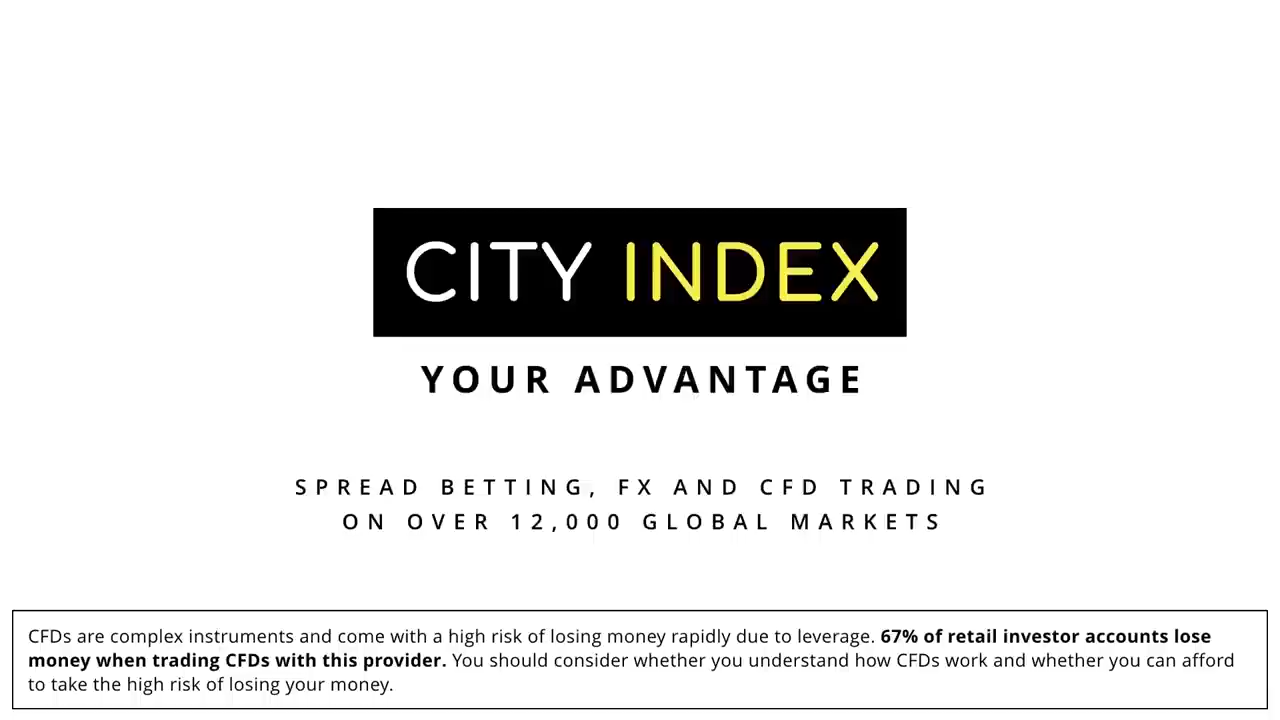 CITY INDEX
YOUR ADVANTAGE
SPREAD BETTING, FX AND CFD TRADING
ON OVER 12,000 GLOBAL MARKETS
CFDs are complex instruments and come with a high risk of losing money rapidly due to leverage. 67% of retail investor accounts lose
money when trading CFDs with this provider. You should consider whether you understand how CFDs work and whether you can afford
to take the high risk of losing your money.